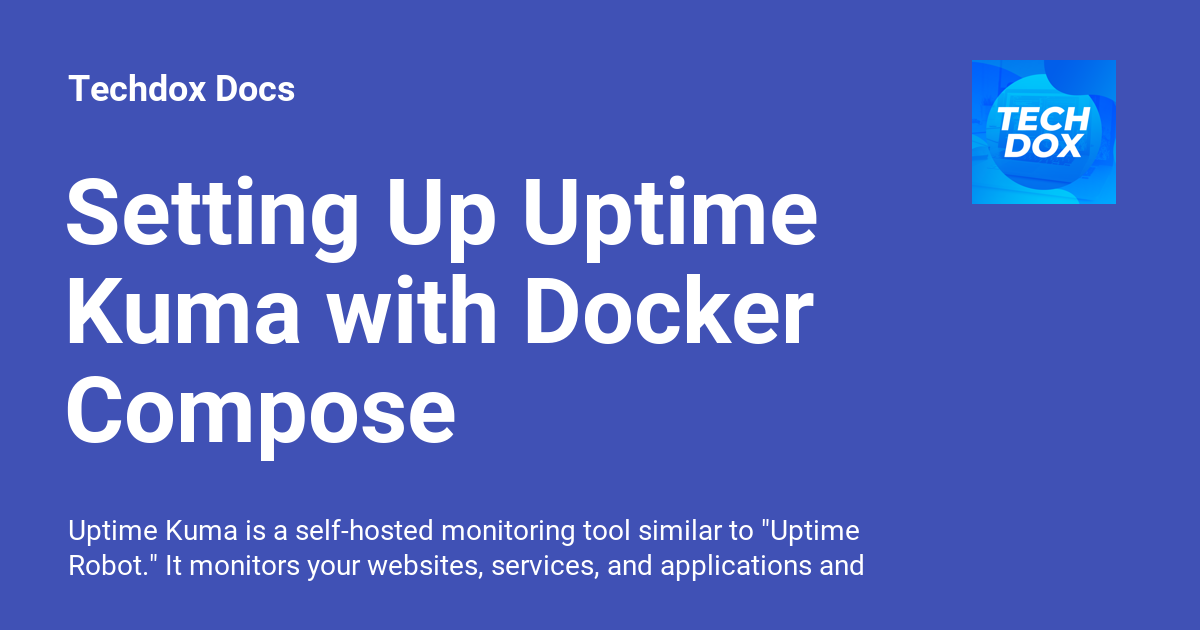 Techdox Docs
TECH
DOX
Setting Up Uptime
Kuma with Docker
Compose
Uptime Kuma is a self-hosted monitoring tool similar to "Uptime
Robot." It monitors your websites, services, and applications and